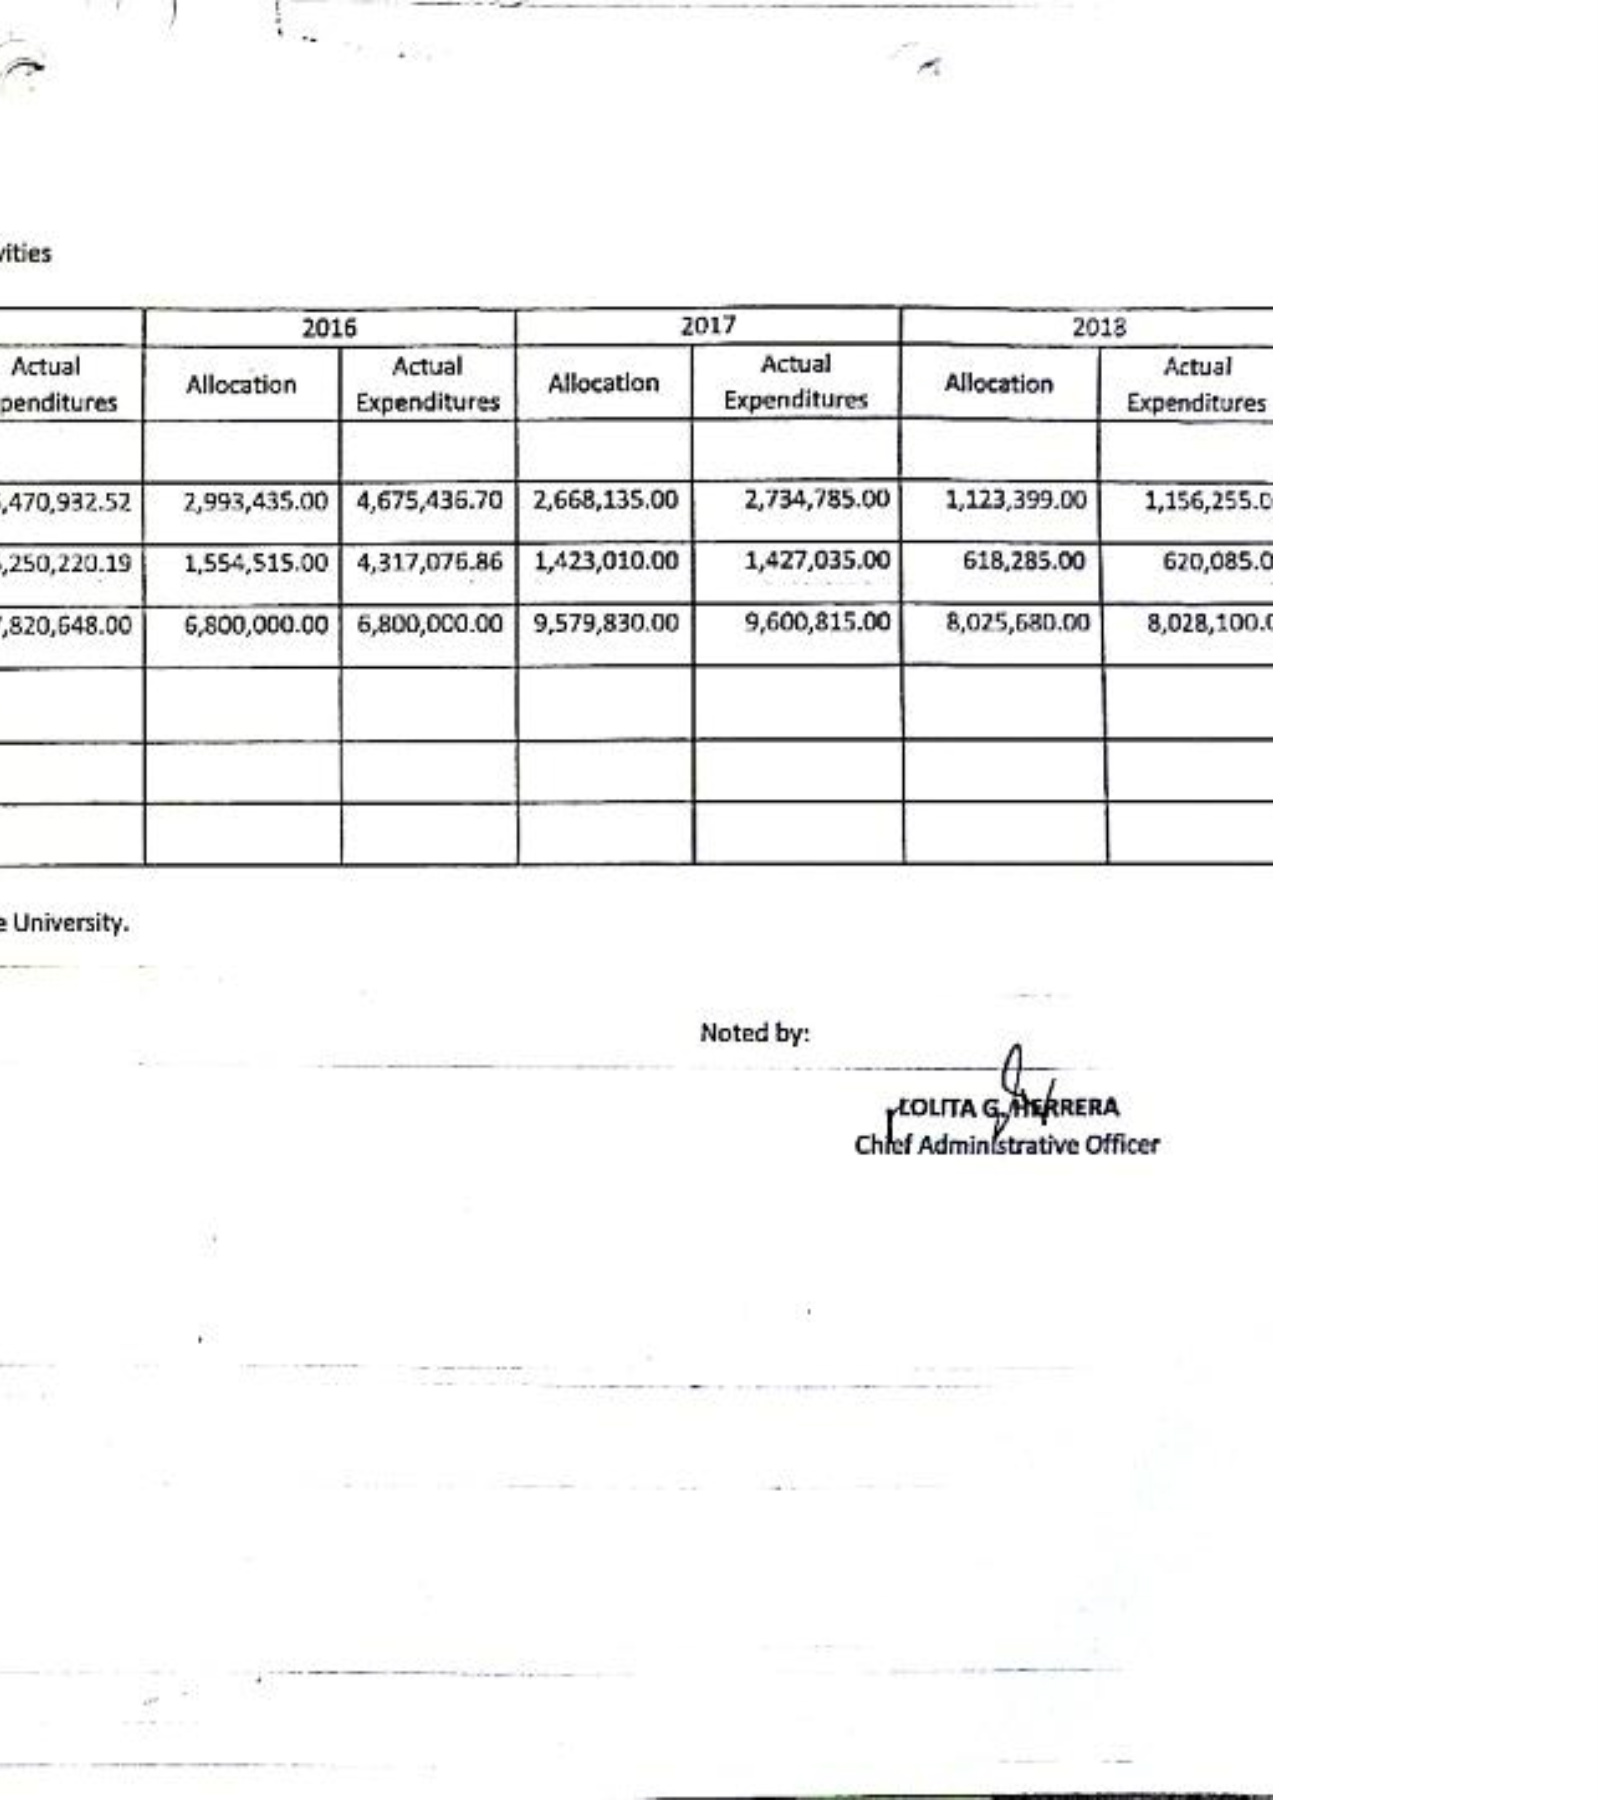 vities
2016 2017 2018
Actual Allocation Actual Allocation Actual Allocation Actual
penditures Expenditures Expenditures Expenditures
,470,932.52 2,993,435.00 4,675,436.70 2,668,135.00 2,734,785.00 1,123,399.00 1,156,255.0
,250,220.19 1,554,515.00 4,317,076.86 1,423,010.00 1,427,035.00 618,285.00 620,085.0
,820,648.00 6,800,000.00 6,800,000.00 9,579,830.00 9,600,815.00 8,025,680.00 8,028,100.0
e University.
Noted by:
LOLITA G. HERRERA
Chief Administrative Officer